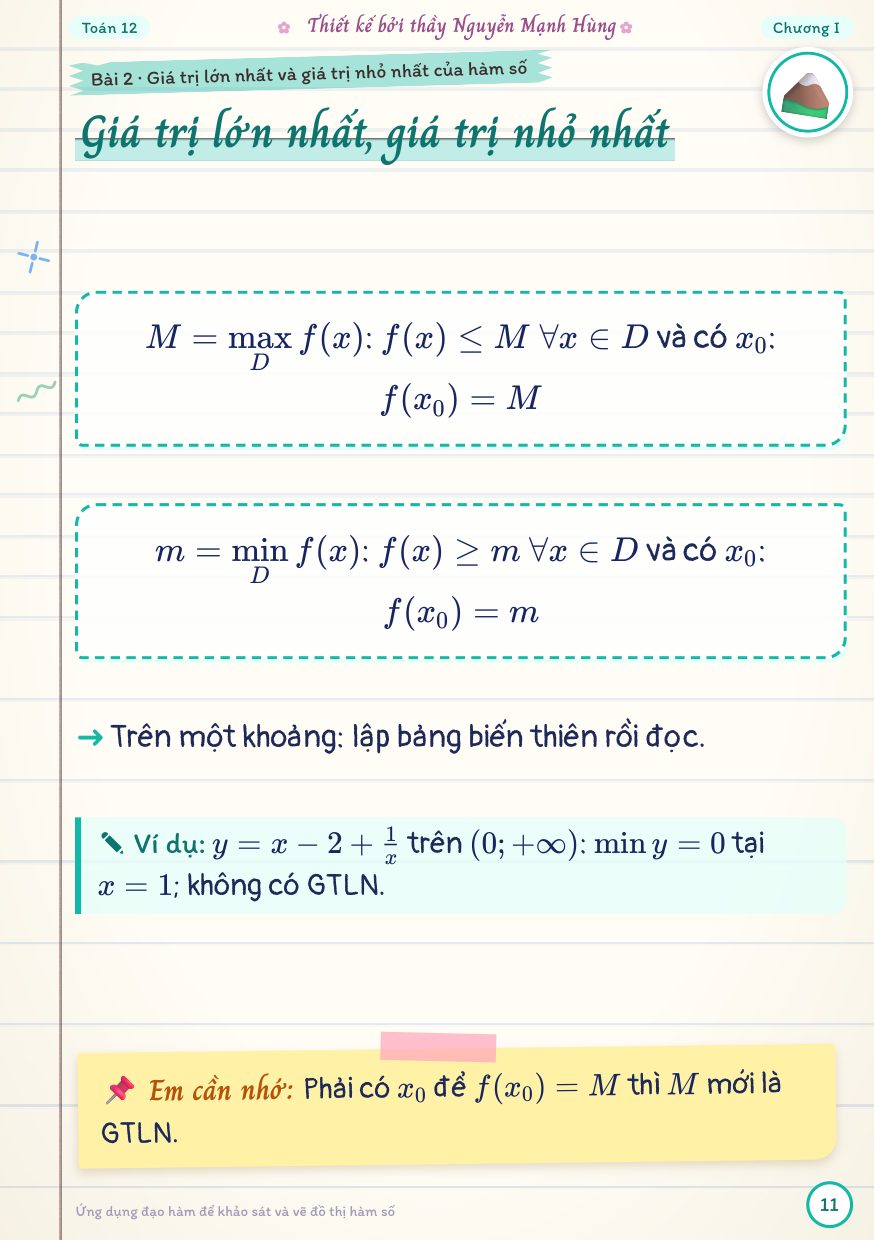 Toán 12
Thiết kế bởi thầy Nguyễn Mạnh Hùng
Chương I
Bài 2 · Giá trị lớn nhất và giá trị nhỏ nhất của hàm số
Giá trị lớn nhất, giá trị nhỏ nhất
M = max_D f(x): f(x) ≤ M ∀x ∈ D và có x₀:
f(x₀) = M
m = min_D f(x): f(x) ≥ m ∀x ∈ D và có x₀:
f(x₀) = m
→ Trên một khoảng: lập bảng biến thiên rồi đọc.
Ví dụ: y = x − 2 + 1/x trên (0; +∞): min y = 0 tại
x = 1; không có GTLN.
Em cần nhớ: Phải có x₀ để f(x₀) = M thì M mới là
GTLN.
Ứng dụng đạo hàm để khảo sát và vẽ đồ thị hàm số
11